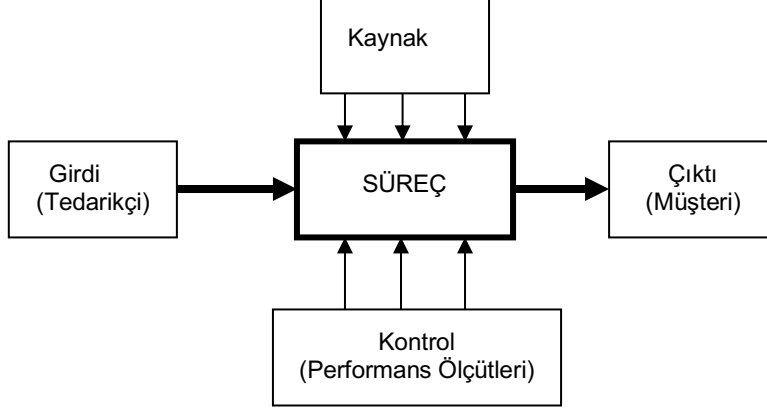 Kaynak
Girdi
(Tedarikçi)
SÜREÇ
Çıktı
(Müşteri)
Kontrol
(Performans Ölçütleri)